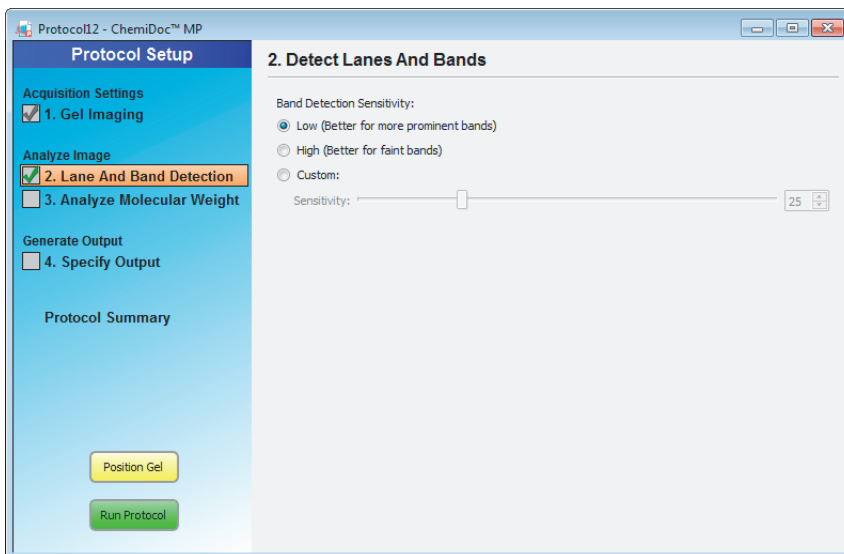 Protocol12 - ChemiDoc™ MP
Protocol Setup
Acquisition Settings
1. Gel Imaging
Analyze Image
2. Lane And Band Detection
3. Analyze Molecular Weight
Generate Output
4. Specify Output
Protocol Summary
Position Gel
Run Protocol
2. Detect Lanes And Bands
Band Detection Sensitivity:
Low (Better for more prominent bands)
High (Better for faint bands)
Custom:
Sensitivity: 25